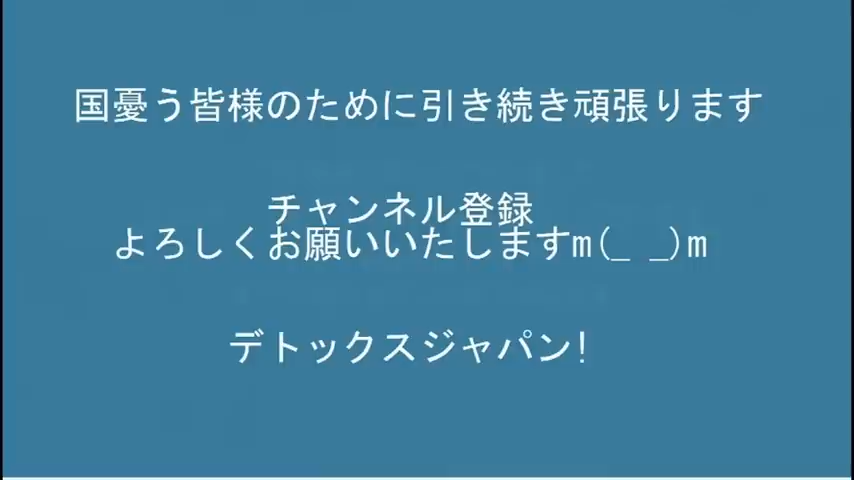 国憂う皆様のために引き続き頑張ります
チャンネル登録
よろしくお願いいたしますm(_ _)m
デトックスジャパン!